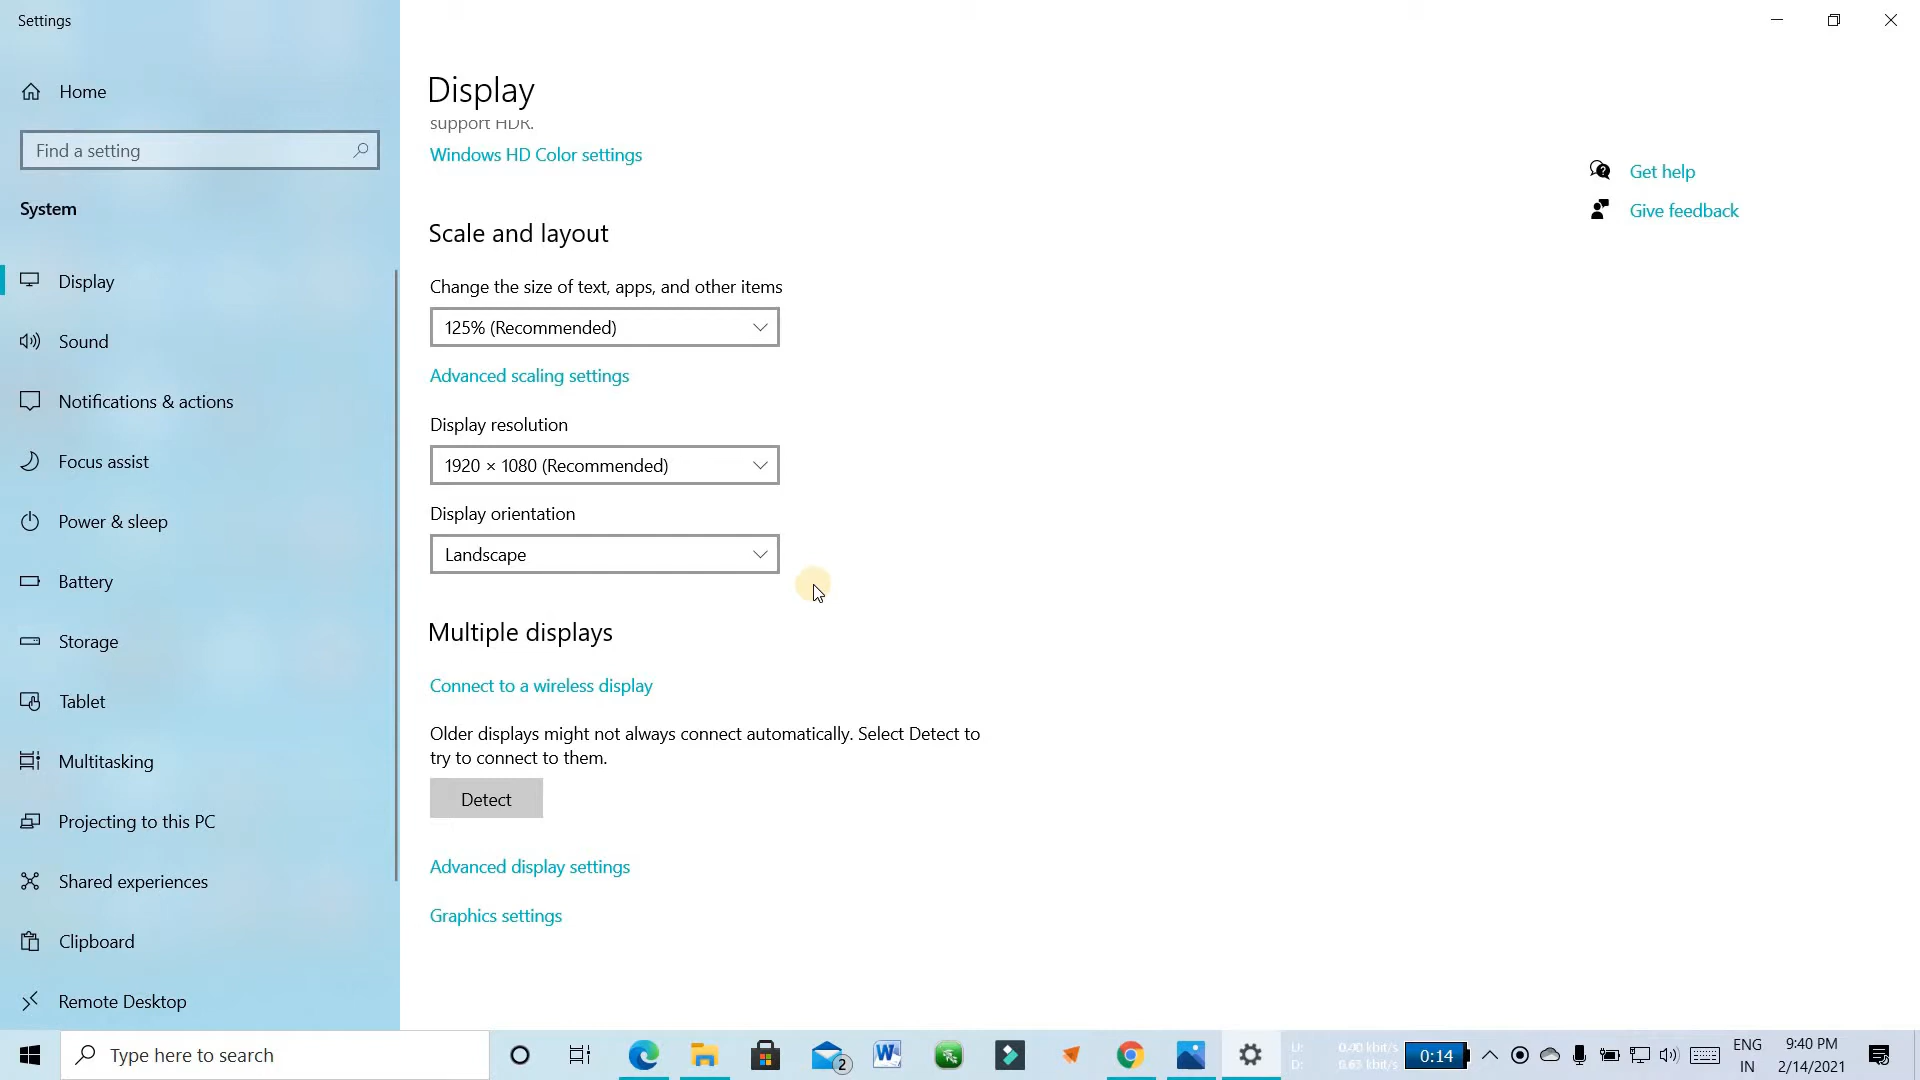 Settings
Home
Find a setting
System
Display
Sound
Notifications & actions
Focus assist
Power & sleep
Battery
Storage
Tablet
Multitasking
Projecting to this PC
Shared experiences
Clipboard
Remote Desktop
Display
support HDR.
Windows HD Color settings
Scale and layout
Change the size of text, apps, and other items
125% (Recommended)
Advanced scaling settings
Display resolution
1920 × 1080 (Recommended)
Display orientation
Landscape
Multiple displays
Connect to a wireless display
Older displays might not always connect automatically. Select Detect to
try to connect to them.
Detect
Advanced display settings
Graphics settings
Get help
Give feedback
Type here to search
2
W
U:
D:
kbit/s
kbit/s
0:14
ENG
IN
9:40 PM
2/14/2021